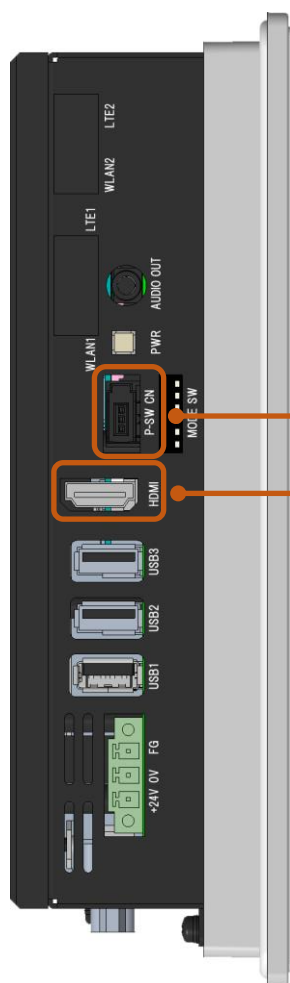 LTE2
WLAN2
LTE1
WLAN1
AUDIO OUT
PWR
P-SW CN
MODE SW
HDMI
USB3
USB2
USB1
+24V 0V FG